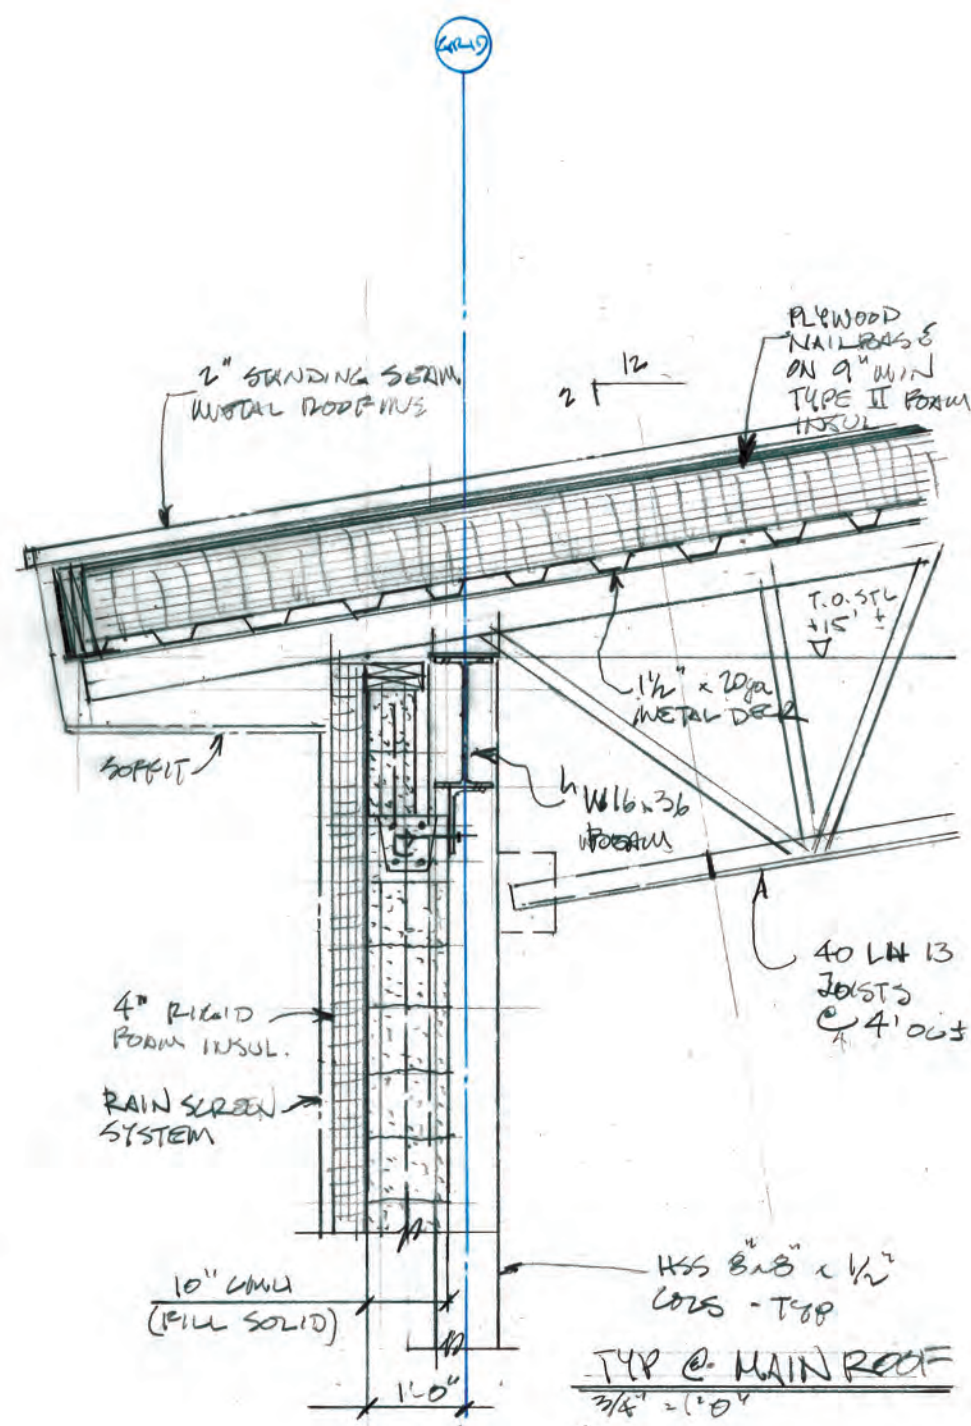 GRID
2" STANDING SEAM
METAL ROOFING
12
2
PLYWOOD
NAILBASE
ON 9" MIN
TYPE II FOAM
INSUL
T.O. STL
+15' ±
1½" x 20ga
METAL DECK
SOFFIT
W16x36
BEAM
40 LH 13
JOISTS
@ 4' OC ±
4" RIGID
FOAM INSUL.
RAIN SCREEN
SYSTEM
10" CMU
(FILL SOLID)
HSS 8"x8" x ½"
COLS - TYP
1'-0"
TYP @ MAIN ROOF
3/4" = 1'-0"